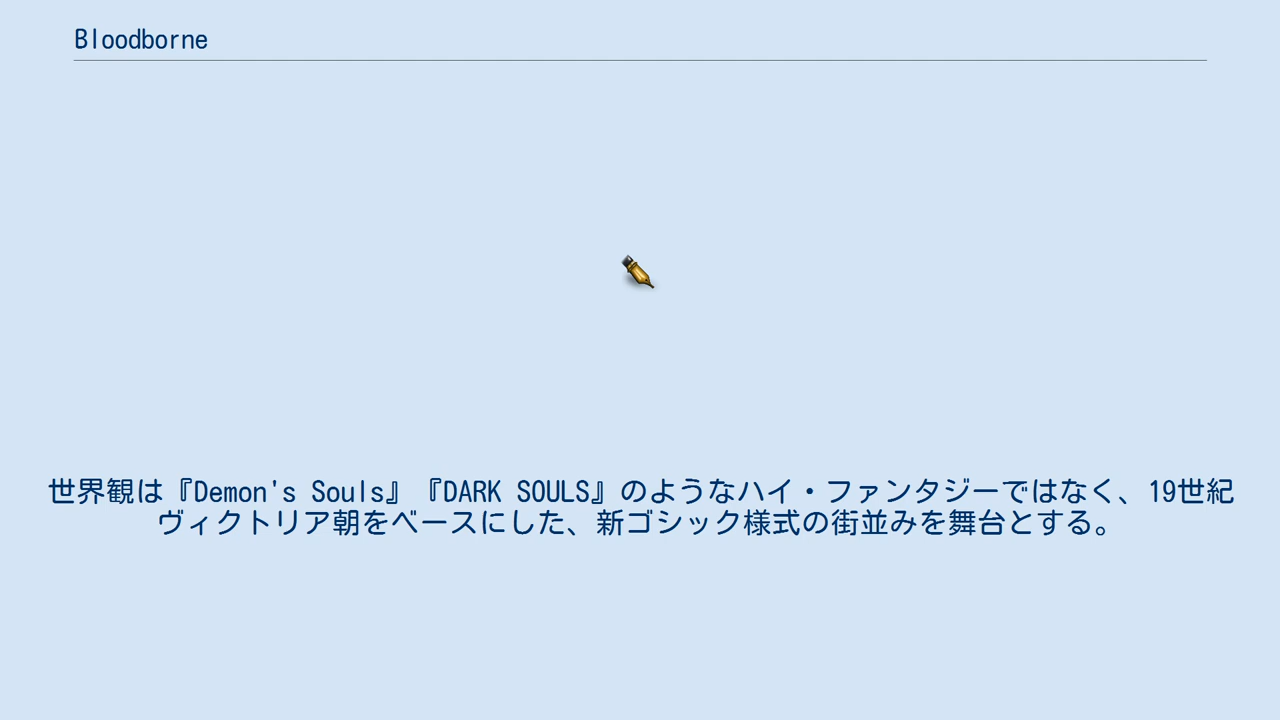 Bloodborne
世界観は『Demon's Souls』『DARK SOULS』のようなハイ・ファンタジーではなく、19世紀
ヴィクトリア朝をベースにした、新ゴシック様式の街並みを舞台とする。